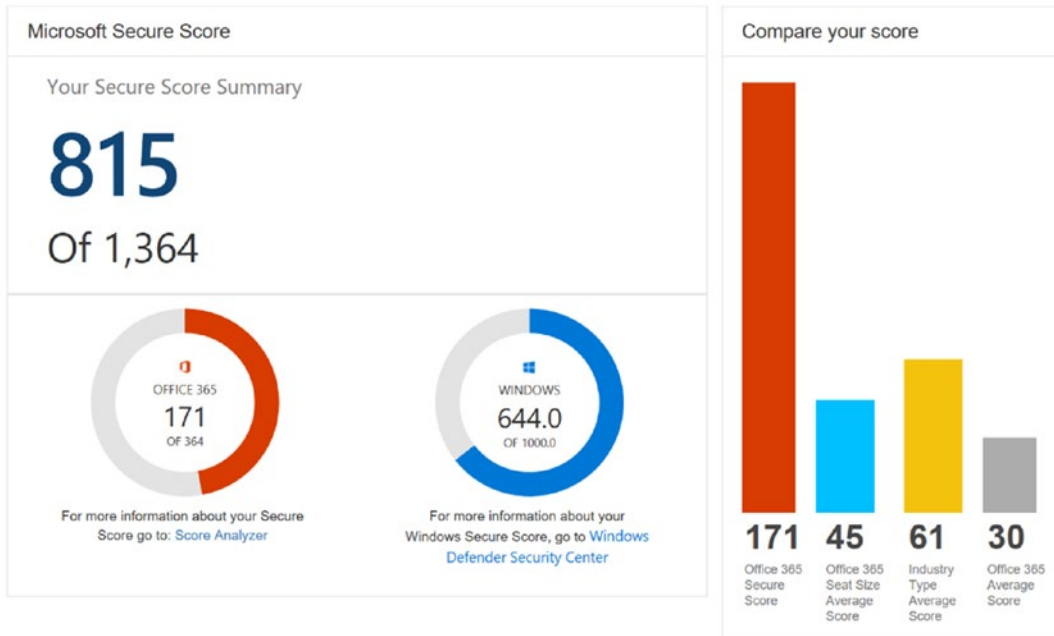 Microsoft Secure Score
Your Secure Score Summary
815
Of 1,364
OFFICE 365
171
OF 364
For more information about your Secure
Score go to: Score Analyzer
WINDOWS
644.0
OF 1000.0
For more information about your
Windows Secure Score, go to Windows
Defender Security Center
Compare your score
171
Office 365
Secure
Score
45
Office 365
Seat Size
Average
Score
61
Industry
Type
Average
Score
30
Office 365
Average
Score